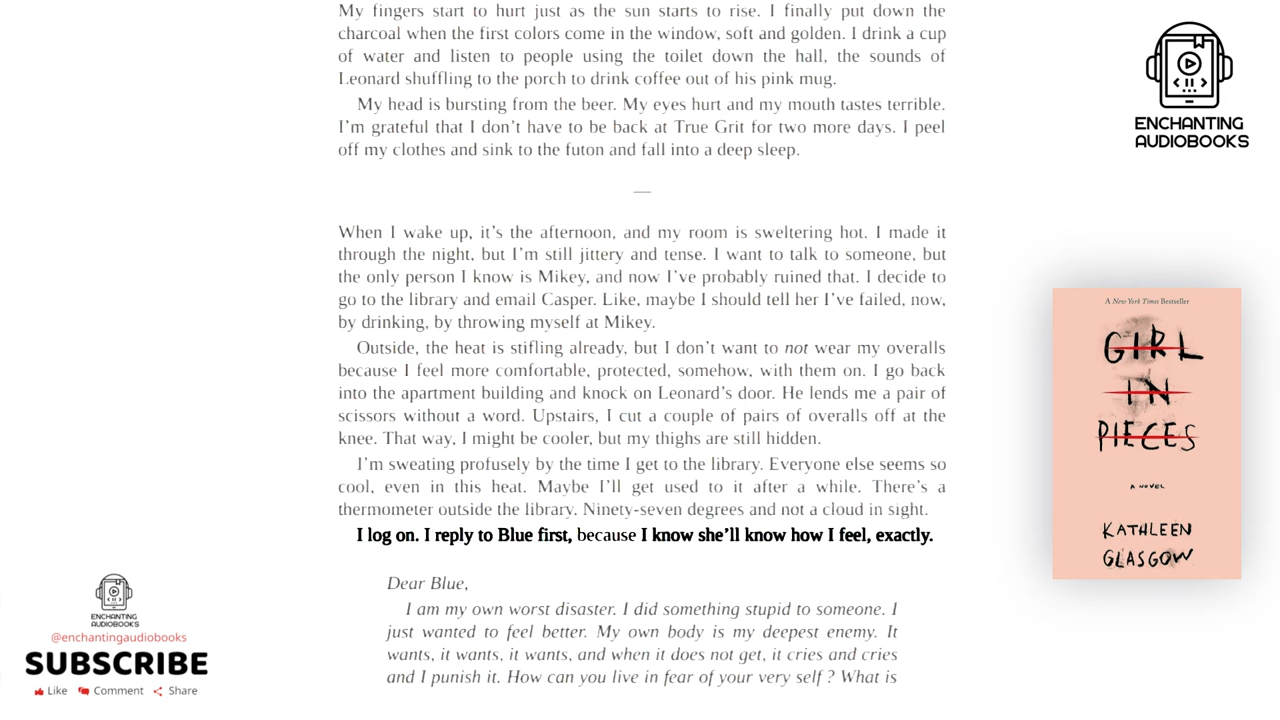 My fingers start to hurt just as the sun starts to rise. I finally put down the
charcoal when the first colors come in the window, soft and golden. I drink a cup
of water and listen to people using the toilet down the hall, the sounds of
Leonard shuffling to the porch to drink coffee out of his pink mug.
My head is bursting from the beer. My eyes hurt and my mouth tastes terrible.
I'm grateful that I don't have to be back at True Grit for two more days. I peel
off my clothes and sink to the futon and fall into a deep sleep.
—
When I wake up, it's the afternoon, and my room is sweltering hot. I made it
through the night, but I'm still jittery and tense. I want to talk to someone, but
the only person I know is Mikey, and now I've probably ruined that. I decide to
go to the library and email Casper. Like, maybe I should tell her I've failed, now,
by drinking, by throwing myself at Mikey.
Outside, the heat is stifling already, but I don't want to not wear my overalls
because I feel more comfortable, protected, somehow, with them on. I go back
into the apartment building and knock on Leonard's door. He lends me a pair of
scissors without a word. Upstairs, I cut a couple of pairs of overalls off at the
knee. That way, I might be cooler, but my thighs are still hidden.
I'm sweating profusely by the time I get to the library. Everyone else seems so
cool, even in this heat. Maybe I'll get used to it after a while. There's a
thermometer outside the library. Ninety-seven degrees and not a cloud in sight.
I log on. I reply to Blue first, because I know she'll know how I feel, exactly.
Dear Blue,
I am my own worst disaster. I did something stupid to someone. I
just wanted to feel better. My own body is my deepest enemy. It
wants, it wants, it wants, and when it does not get, it cries and cries
and I punish it. How can you live in fear of your very self ? What is
ENCHANTING
AUDIOBOOKS
A New York Times Bestseller
GIRL
IN
PIECES
A NOVEL
KATHLEEN
GLASGOW
ENCHANTING
AUDIOBOOKS
@enchantingaudiobooks
SUBSCRIBE
Like Comment Share